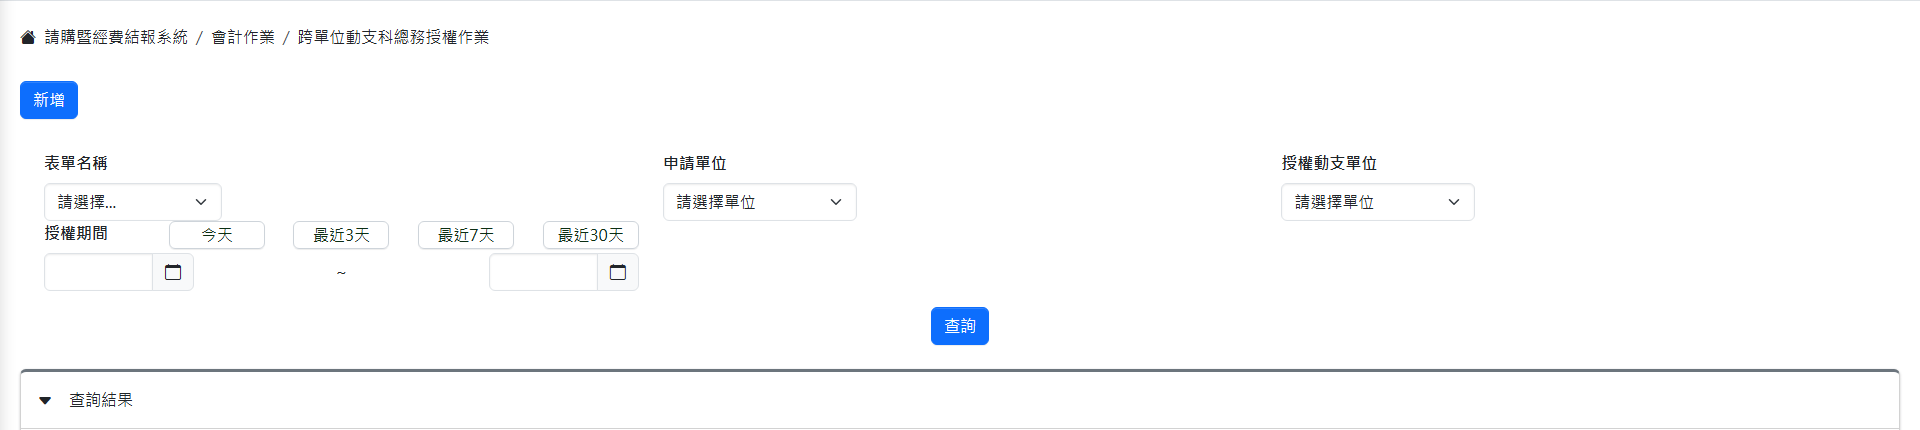 請購暨經費結報系統 / 會計作業 / 跨單位動支科總務授權作業
新增
表單名稱 申請單位 授權動支單位
請選擇... 請選擇單位 請選擇單位
授權期間 今天 最近3天 最近7天 最近30天
~
查詢
查詢結果